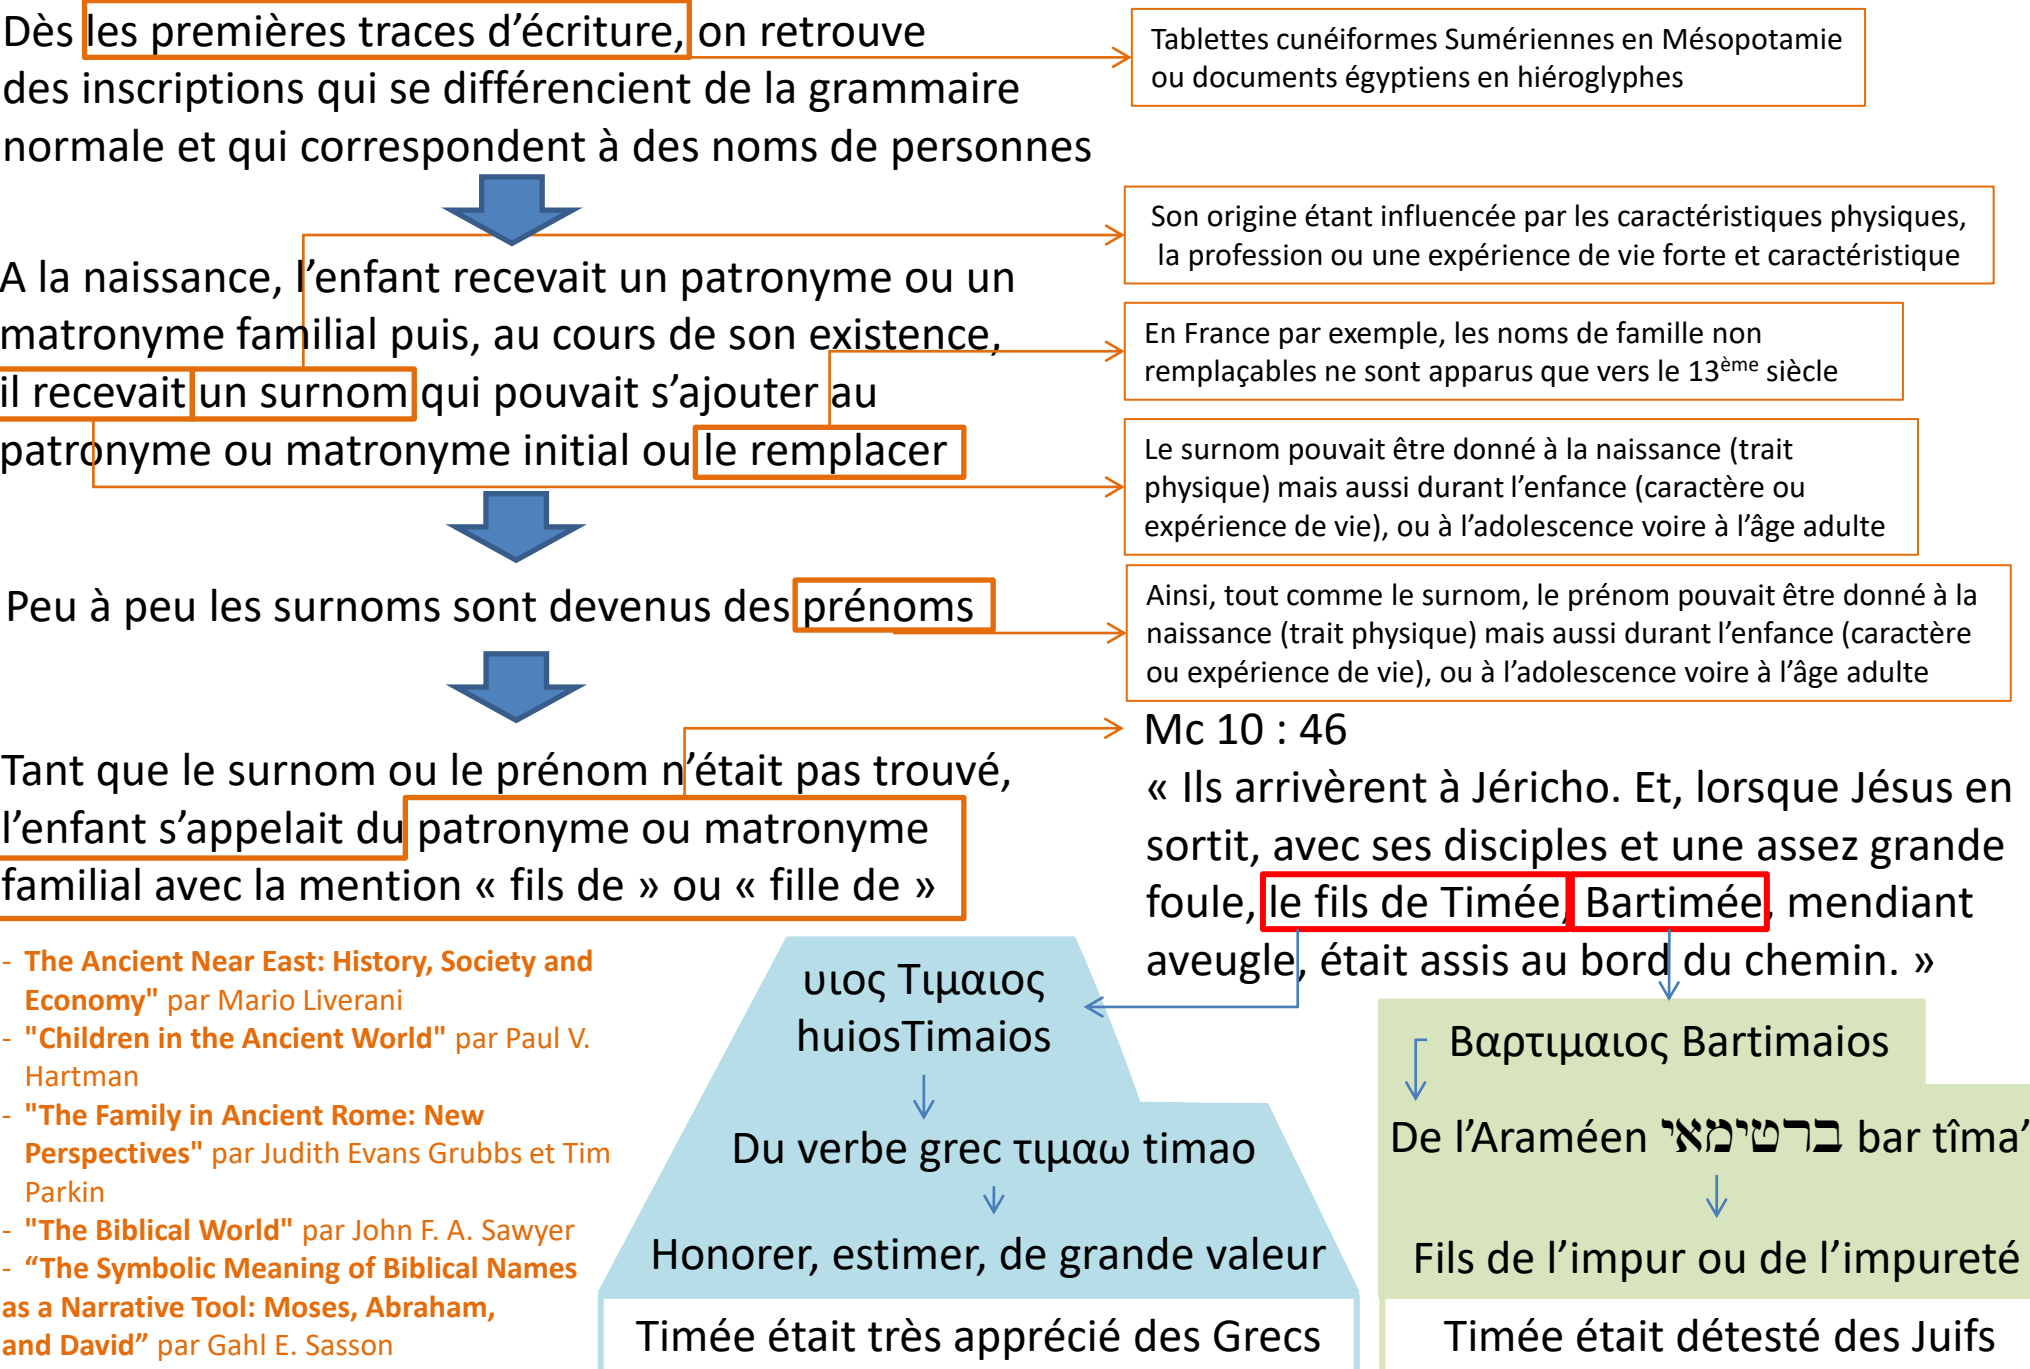 Dès les premières traces d’écriture, on retrouve
des inscriptions qui se différencient de la grammaire
normale et qui correspondent à des noms de personnes
Tablettes cunéiformes Sumériennes en Mésopotamie
ou documents égyptiens en hiéroglyphes
Son origine étant influencée par les caractéristiques physiques,
la profession ou une expérience de vie forte et caractéristique
A la naissance, l’enfant recevait un patronyme ou un
matronyme familial puis, au cours de son existence,
il recevait un surnom qui pouvait s’ajouter au
patronyme ou matronyme initial ou le remplacer
En France par exemple, les noms de famille non
remplaçables ne sont apparus que vers le 13ème siècle
Le surnom pouvait être donné à la naissance (trait
physique) mais aussi durant l’enfance (caractère ou
expérience de vie), ou à l’adolescence voire à l’âge adulte
Peu à peu les surnoms sont devenus des prénoms
Ainsi, tout comme le surnom, le prénom pouvait être donné à la
naissance (trait physique) mais aussi durant l’enfance (caractère
ou expérience de vie), ou à l’adolescence voire à l’âge adulte
Tant que le surnom ou le prénom n’était pas trouvé,
l’enfant s’appelait du patronyme ou matronyme
familial avec la mention « fils de » ou « fille de »
Mc 10 : 46
« Ils arrivèrent à Jéricho. Et, lorsque Jésus en
sortit, avec ses disciples et une assez grande
foule, le fils de Timée, Bartimée, mendiant
aveugle, était assis au bord du chemin. »
- The Ancient Near East: History, Society and
Economy" par Mario Liverani
- "Children in the Ancient World" par Paul V.
Hartman
- "The Family in Ancient Rome: New
Perspectives" par Judith Evans Grubbs et Tim
Parkin
- "The Biblical World" par John F. A. Sawyer
- “The Symbolic Meaning of Biblical Names
as a Narrative Tool: Moses, Abraham,
and David” par Gahl E. Sasson
υιος Τιμαιος
huiosTimaios
Du verbe grec τιμαω timao
Honorer, estimer, de grande valeur
Timée était très apprécié des Grecs
Βαρτιμαιος Bartimaios
De l’Araméen ברטימאי bar tîma’
Fils de l’impur ou de l’impureté
Timée était détesté des Juifs